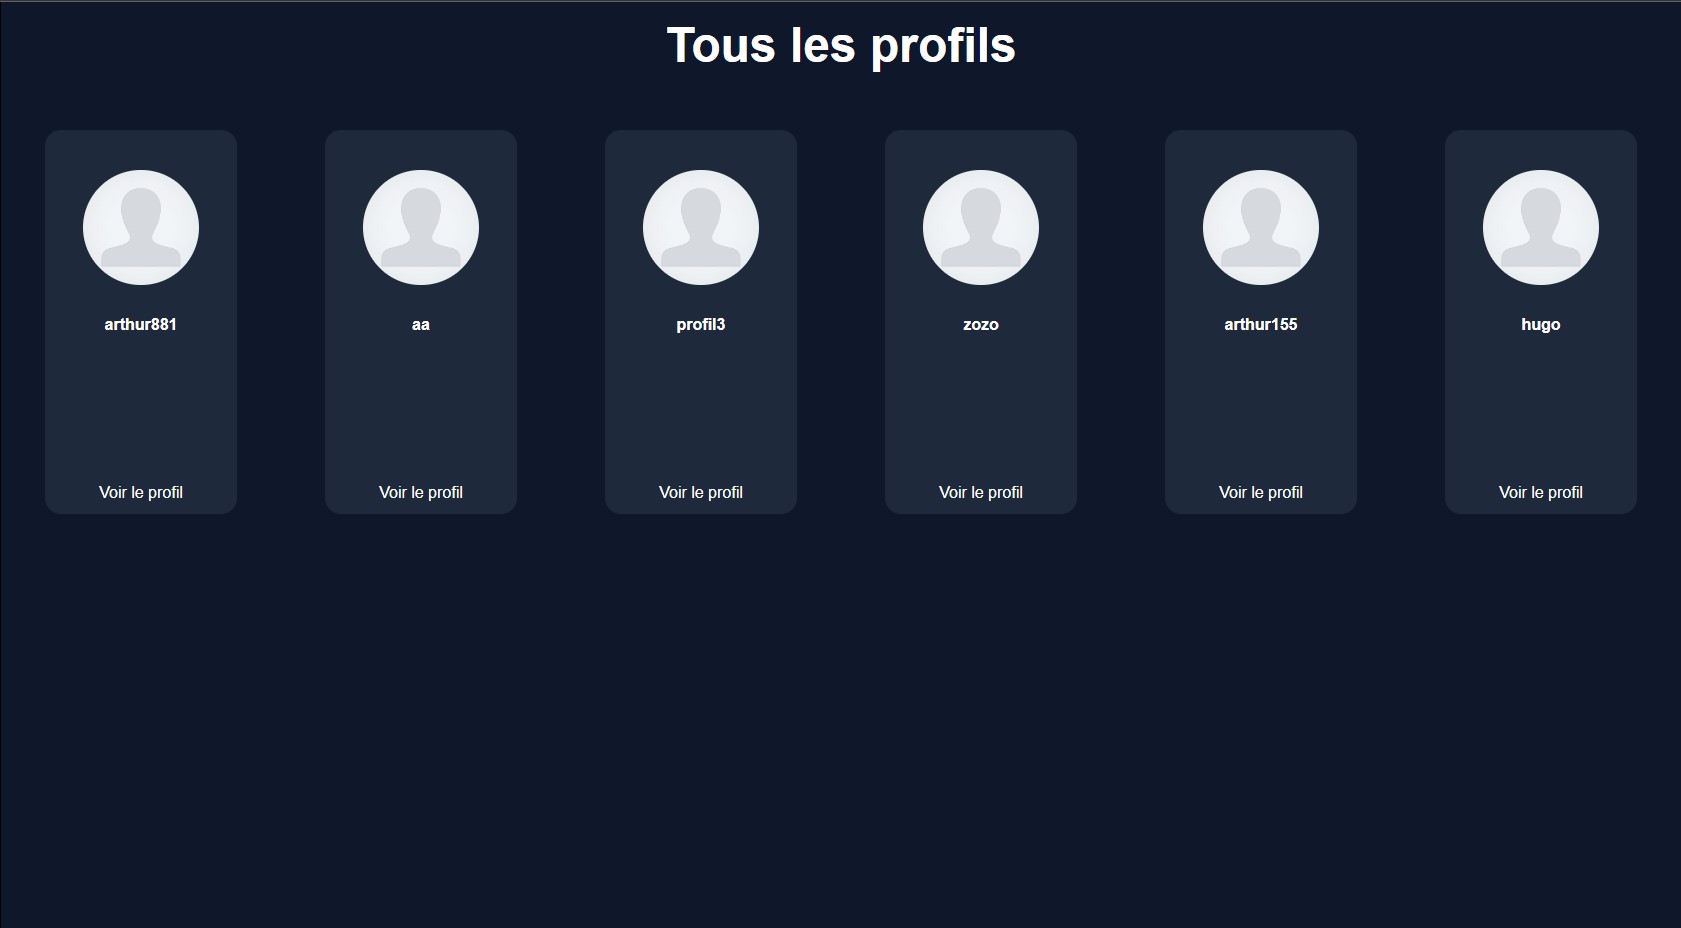 Tous les profils
arthur881
aa
profil3
zozo
arthur155
hugo
Voir le profil
Voir le profil
Voir le profil
Voir le profil
Voir le profil
Voir le profil